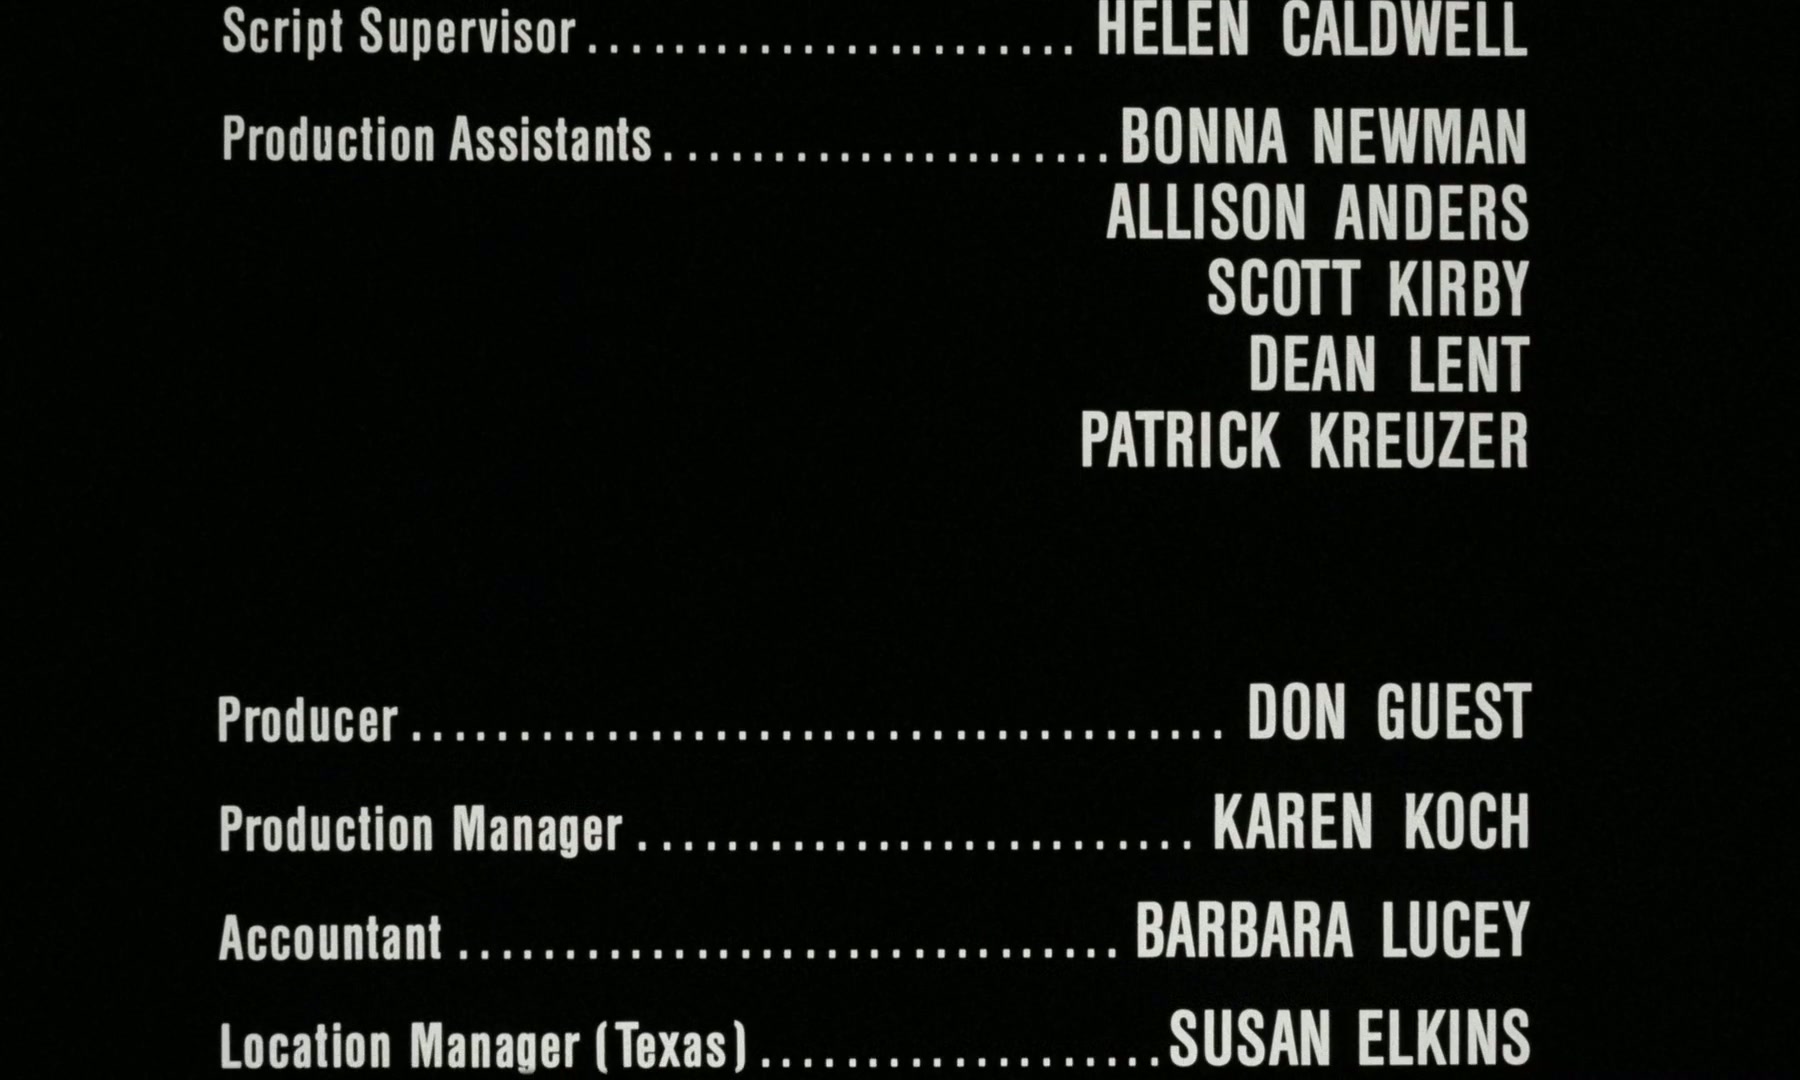 Script Supervisor ...................... HELEN CALDWELL
Production Assistants ..................... BONNA NEWMAN
ALLISON ANDERS
SCOTT KIRBY
DEAN LENT
PATRICK KREUZER
Producer ..................................... DON GUEST
Production Manager .......................... KAREN KOCH
Accountant .............................. BARBARA LUCEY
Location Manager (Texas) ................... SUSAN ELKINS